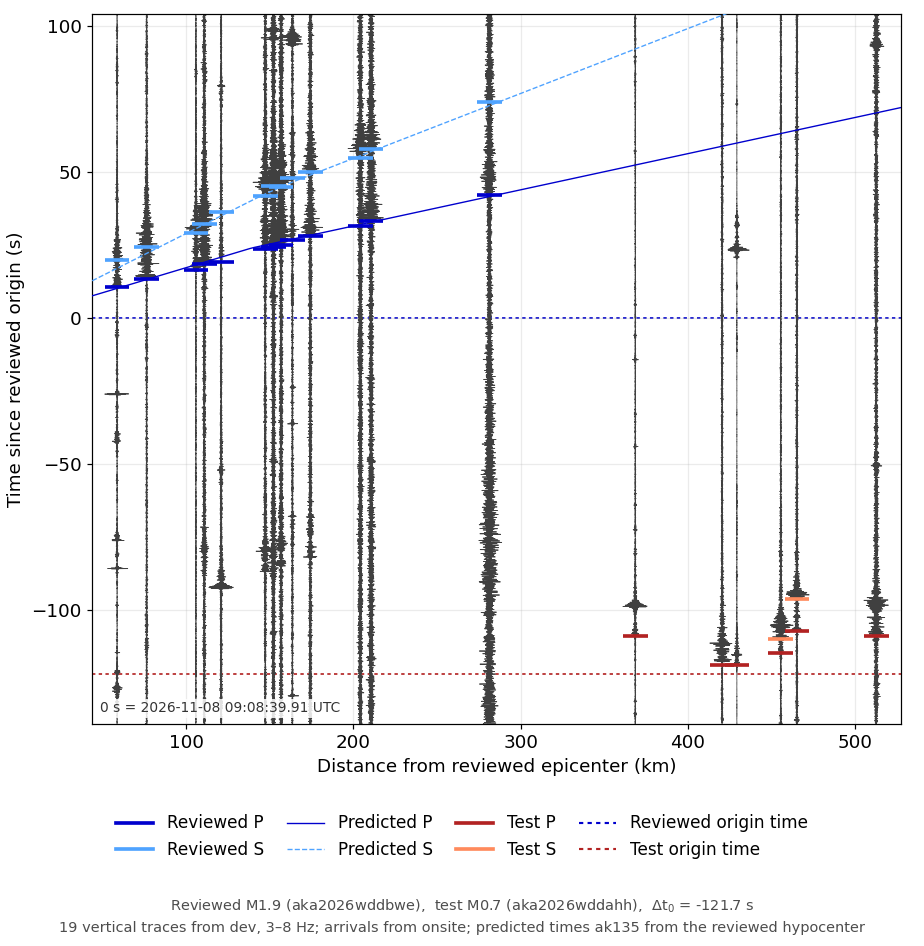 100
50
0
−50
−100
Time since reviewed origin (s)
0 s = 2026-11-08 09:08:39.91 UTC
100
200
300
400
500
Distance from reviewed epicenter (km)
Reviewed P
Predicted P
Test P
Reviewed origin time
Reviewed S
Predicted S
Test S
Test origin time
Reviewed M1.9 (aka2026wddbwe),  test M0.7 (aka2026wddahh),  Δt₀ = -121.7 s
19 vertical traces from dev, 3–8 Hz; arrivals from onsite; predicted times ak135 from the reviewed hypocenter